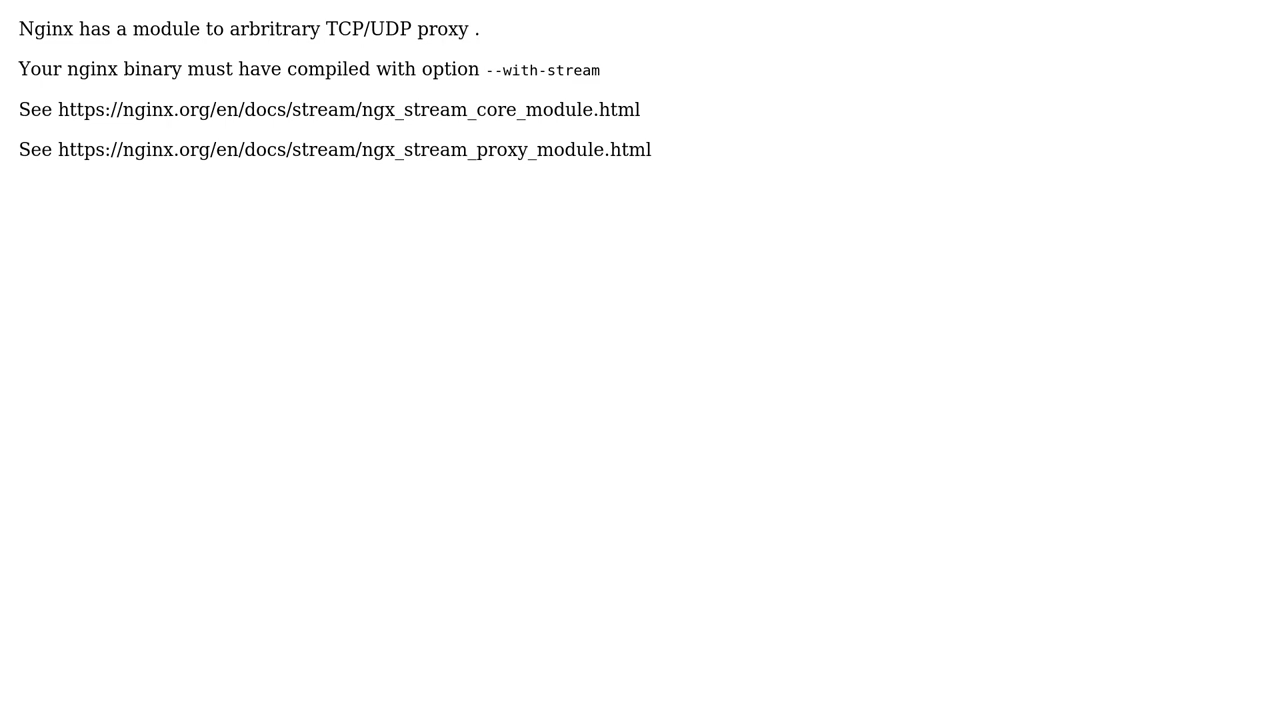 Nginx has a module to arbritrary TCP/UDP proxy .
Your nginx binary must have compiled with option --with-stream
See https://nginx.org/en/docs/stream/ngx_stream_core_module.html
See https://nginx.org/en/docs/stream/ngx_stream_proxy_module.html